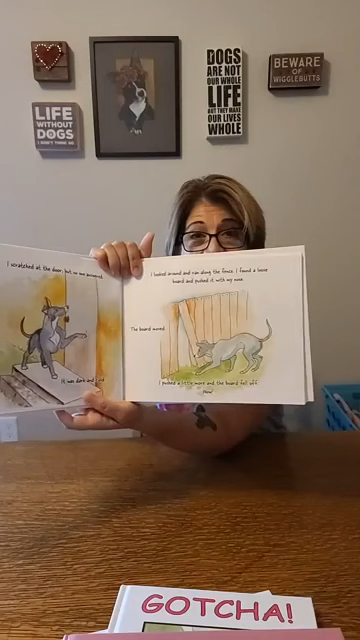 DOGS
ARE NOT
OUR WHOLE
LIFE
BUT THEY MAKE
OUR LIVES
WHOLE
BEWARE
OF
WIGGLEBUTTS
LIFE
WITHOUT
DOGS
I DON'T THINK SO
I scratched at the door, but no one answered.
It was dark and
I looked around and ran along the fence. I found a loose
board and pushed it with my nose.
The board moved.
I pushed a little more and the board fell off.
GOTCHA!